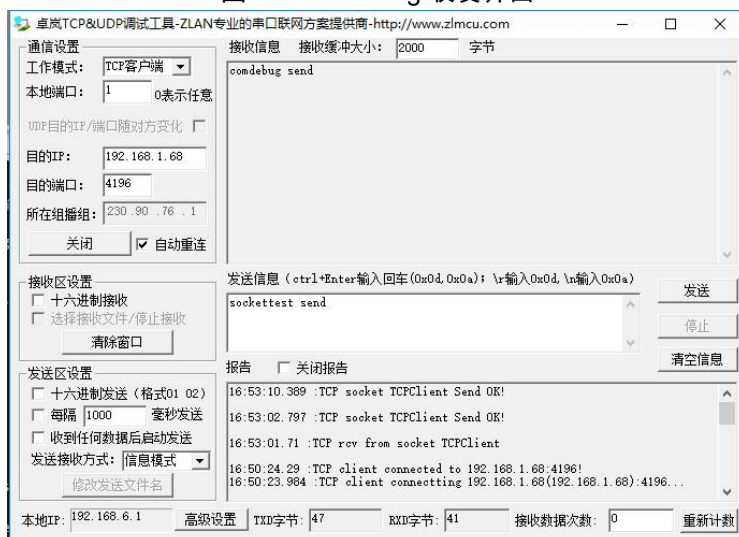 卓岚TCP&UDP调试工具-ZLAN专业的串口联网方案提供商-http://www.zlmcu.com
通信设置
工作模式： TCP客户端
本地端口： 1 0表示任意
UDP目的IP/端口随对方变化
目的IP： 192.168.1.68
目的端口： 4196
所在组播组： 230 .90 .76 .1
关闭 自动重连
接收信息 接收缓冲大小： 2000 字节
comdebug send
接收区设置
十六进制接收
选择接收文件/停止接收
清除窗口
发送信息（ctrl+Enter输入回车(0x0d,0x0a)；\r输入0x0d,\n输入0x0a）
sockettest send
发送
停止
清空信息
发送区设置
十六进制发送（格式01 02）
每隔 1000 毫秒发送
收到任何数据后启动发送
发送接收方式： 信息模式
修改发送文件名
报告 关闭报告
16:53:10.389 :TCP socket TCPClient Send OK!
16:53:02.797 :TCP socket TCPClient Send OK!
16:53:01.71 :TCP rcv from socket TCPClient
16:50:24.29 :TCP client connected to 192.168.1.68:4196!
16:50:23.984 :TCP client connectting 192.168.1.68(192.168.1.68):4196...
本地IP: 192.168.6.1 高级设置 TXD字节: 47 RXD字节: 41 接收数据次数: 0 重新计数